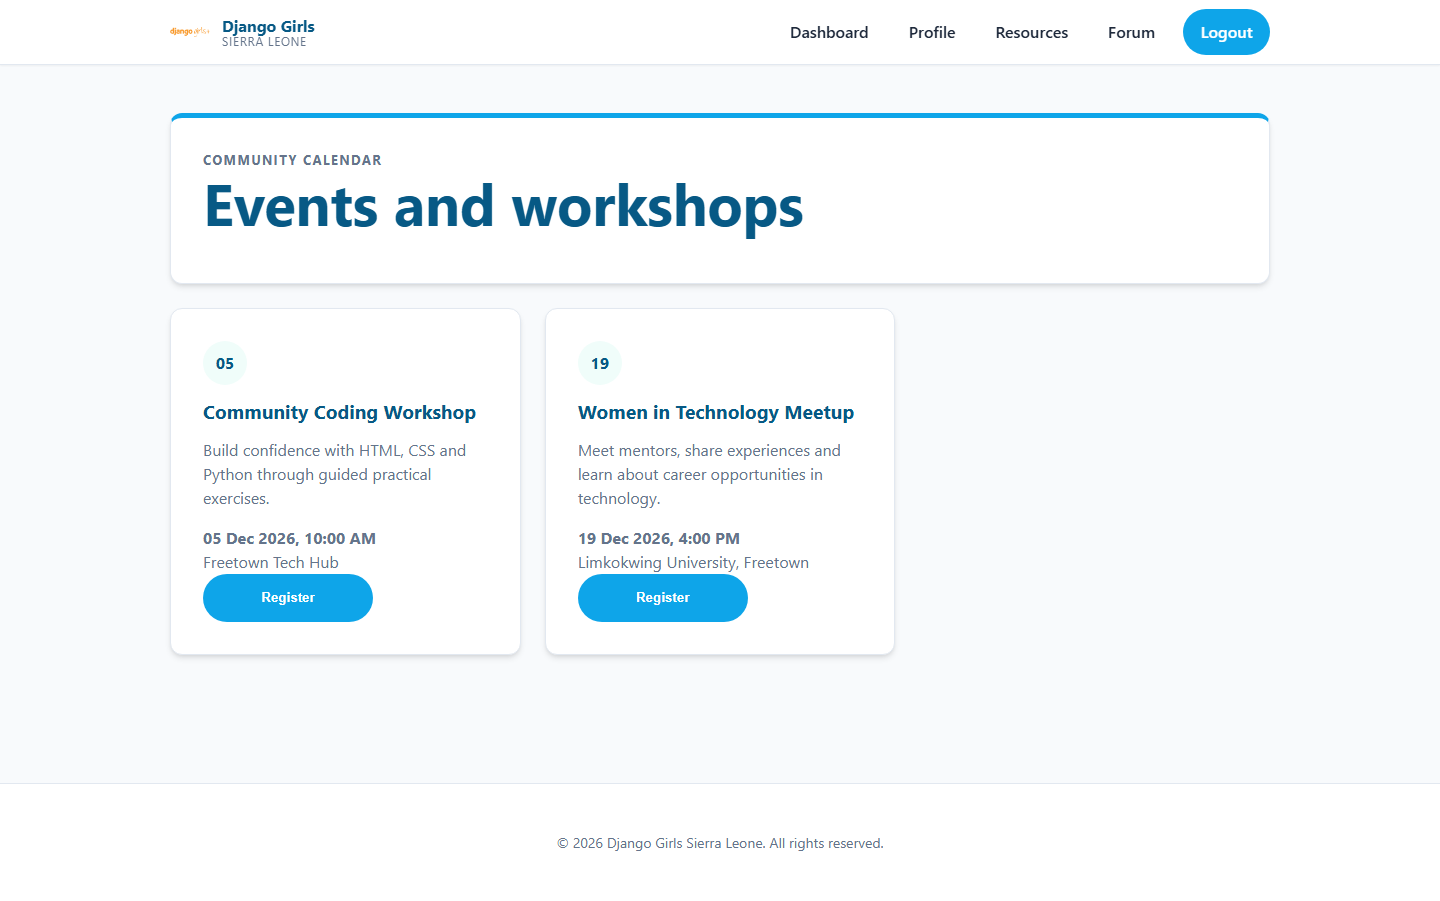 django girls
Django Girls
SIERRA LEONE
Dashboard
Profile
Resources
Forum
Logout
COMMUNITY CALENDAR
Events and workshops
05
Community Coding Workshop
Build confidence with HTML, CSS and
Python through guided practical
exercises.
05 Dec 2026, 10:00 AM
Freetown Tech Hub
Register
19
Women in Technology Meetup
Meet mentors, share experiences and
learn about career opportunities in
technology.
19 Dec 2026, 4:00 PM
Limkokwing University, Freetown
Register
© 2026 Django Girls Sierra Leone. All rights reserved.